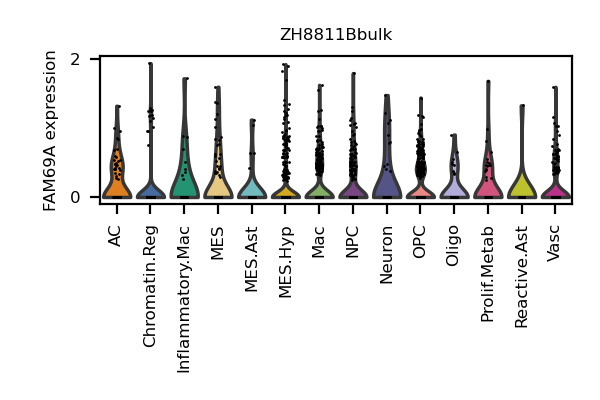 ZH8811Bbulk
FAM69A expression
2
0
AC
Chromatin.Reg
Inflammatory.Mac
MES
MES.Ast
MES.Hyp
Mac
NPC
Neuron
OPC
Oligo
Prolif.Metab
Reactive.Ast
Vasc